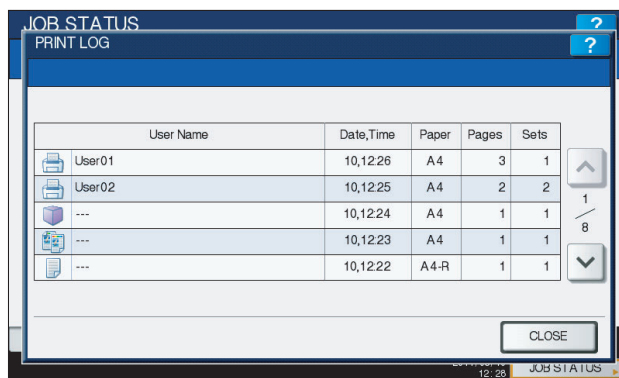 JOB STATUS ?
PRINT LOG ?
User Name Date,Time Paper Pages Sets
User01 10,12:26 A4 3 1
User02 10,12:25 A4 2 2
--- 10,12:24 A4 1 1
--- 10,12:23 A4 1 1
--- 10,12:22 A4-R 1 1
1
8
CLOSE
12:28 JOB STATUS